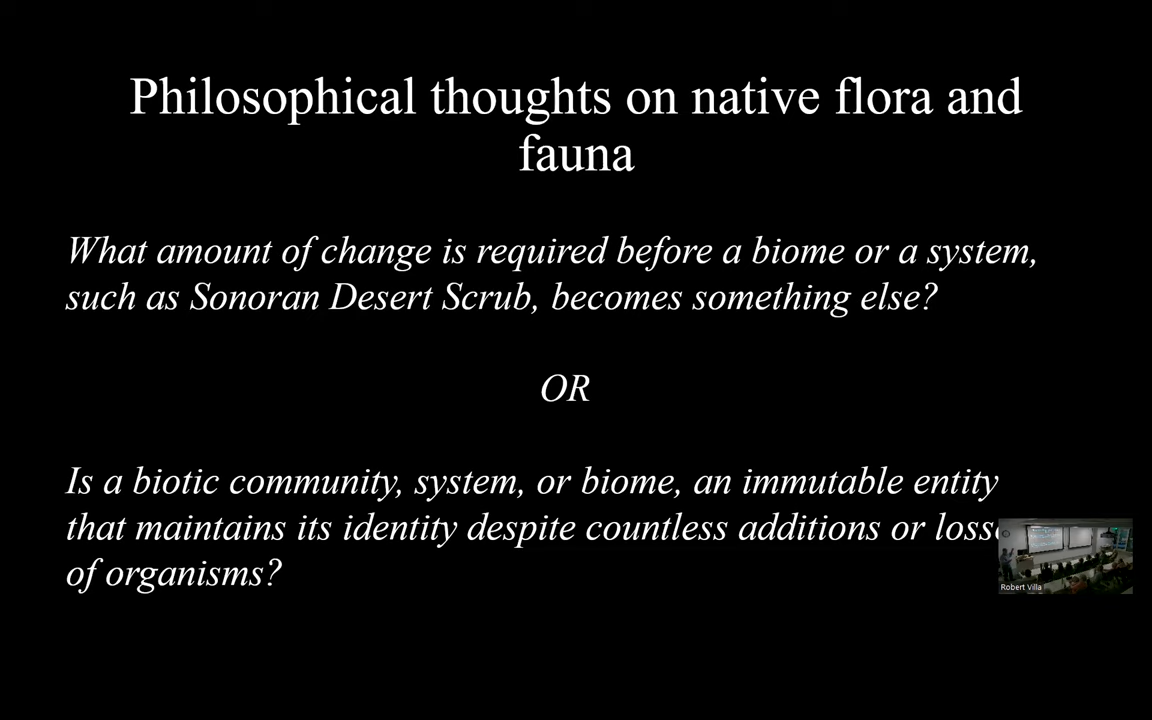 Philosophical thoughts on native flora and
fauna
What amount of change is required before a biome or a system,
such as Sonoran Desert Scrub, becomes something else?
OR
Is a biotic community, system, or biome, an immutable entity
that maintains its identity despite countless additions or
of organisms?
Robert Villa